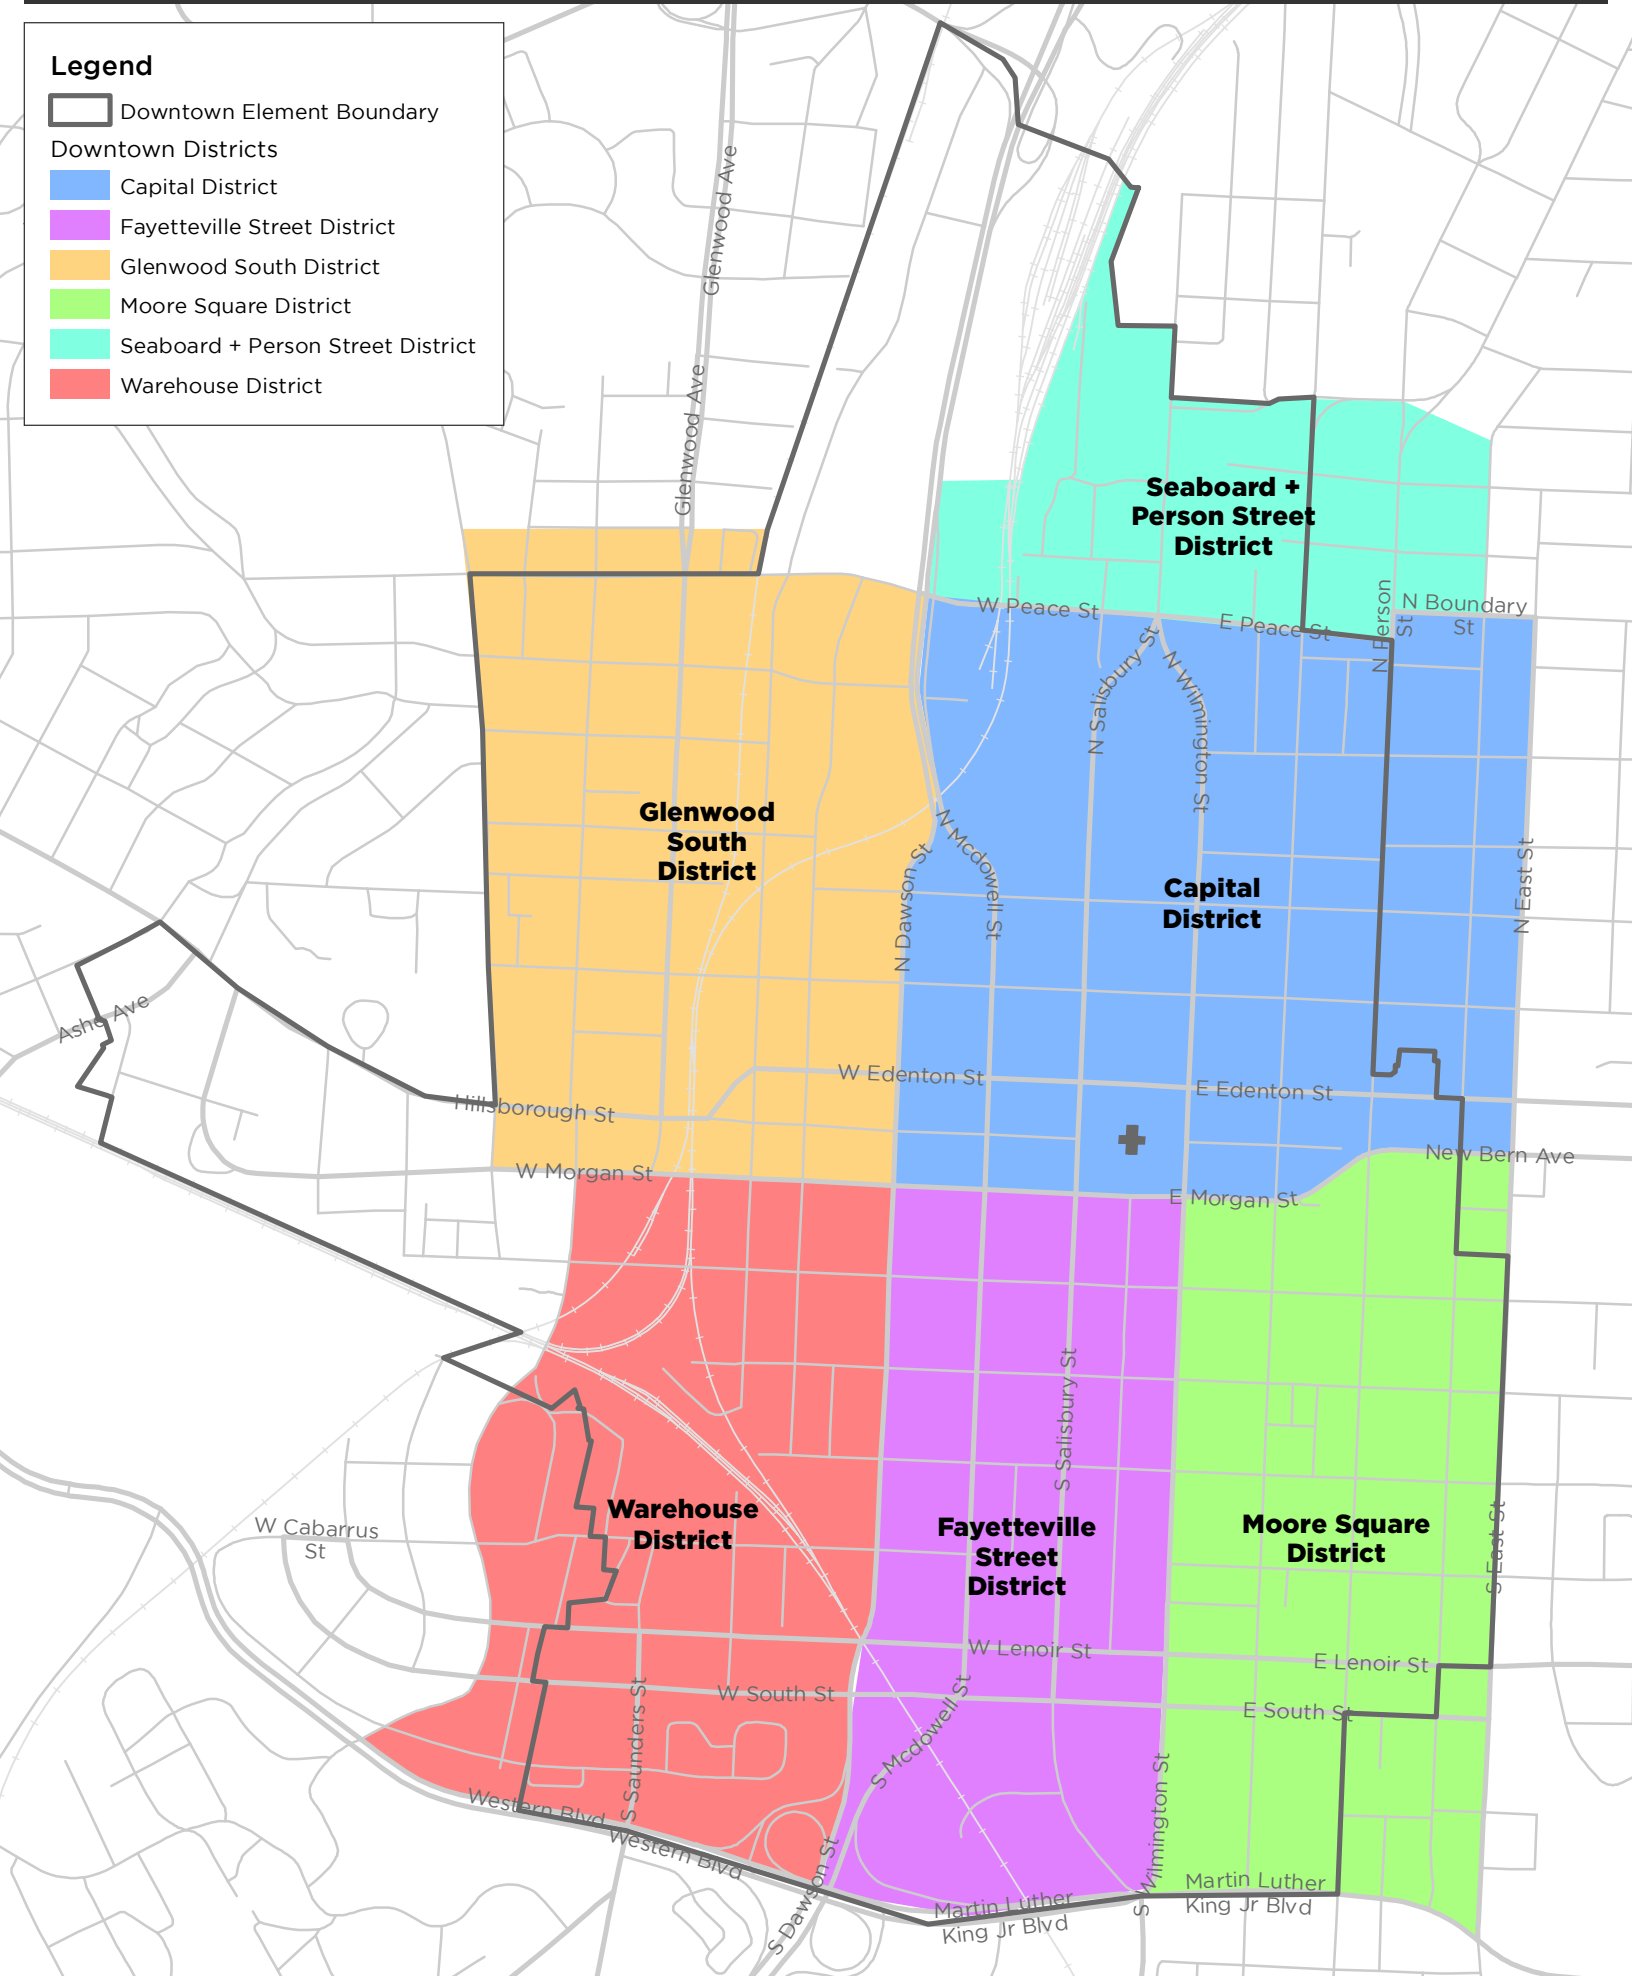 Legend
Downtown Element Boundary
Downtown Districts
Capital District
Fayetteville Street District
Glenwood South District
Moore Square District
Seaboard + Person Street District
Warehouse District
Glenwood Ave
Glenwood Ave
Seaboard +
Person Street
District
W Peace St
E Peace St
N Person
St
N Boundary
St
N Salisbury St
N Wilmington St
Glenwood
South
District
N Dawson St
N Mcdowell St
Capital
District
N East St
Ashe Ave
W Edenton St
E Edenton St
Hillsborough St
New Bern Ave
W Morgan St
E Morgan St
S Salisbury St
W Cabarrus
St
Warehouse
District
Fayetteville
Street
District
Moore Square
District
S East St
W Lenoir St
E Lenoir St
W South St
E South St
S Saunders St
S Mcdowell St
S Wilmington St
Western Blvd
Western Blvd
S Dawson St
Martin Luther
King Jr Blvd
Martin Luther
King Jr Blvd